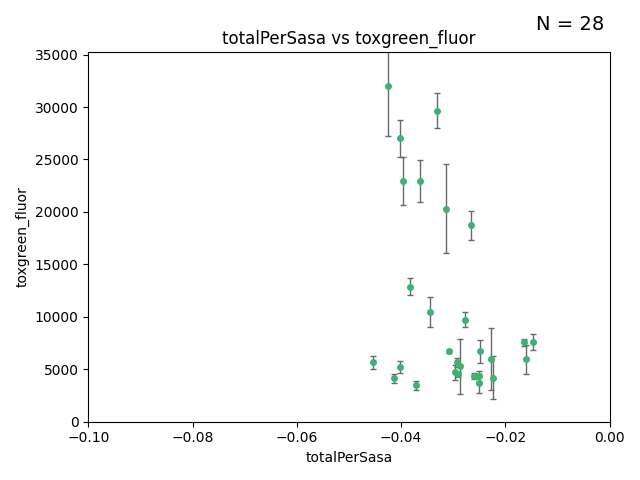 N = 28
totalPerSasa vs toxgreen_fluor
toxgreen_fluor
35000
30000
25000
20000
15000
10000
5000
0
−0.10 −0.08 −0.06 −0.04 −0.02 0.00
totalPerSasa